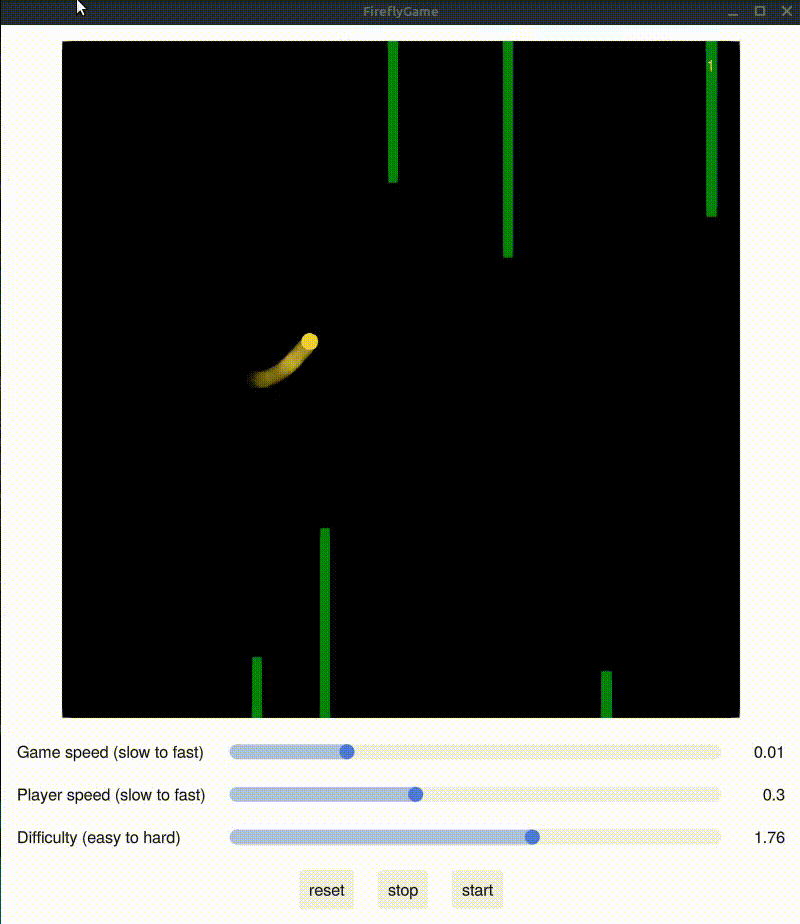 FireflyGame
1
Game speed (slow to fast) 0.01
Player speed (slow to fast) 0.3
Difficulty (easy to hard) 1.76
reset stop start